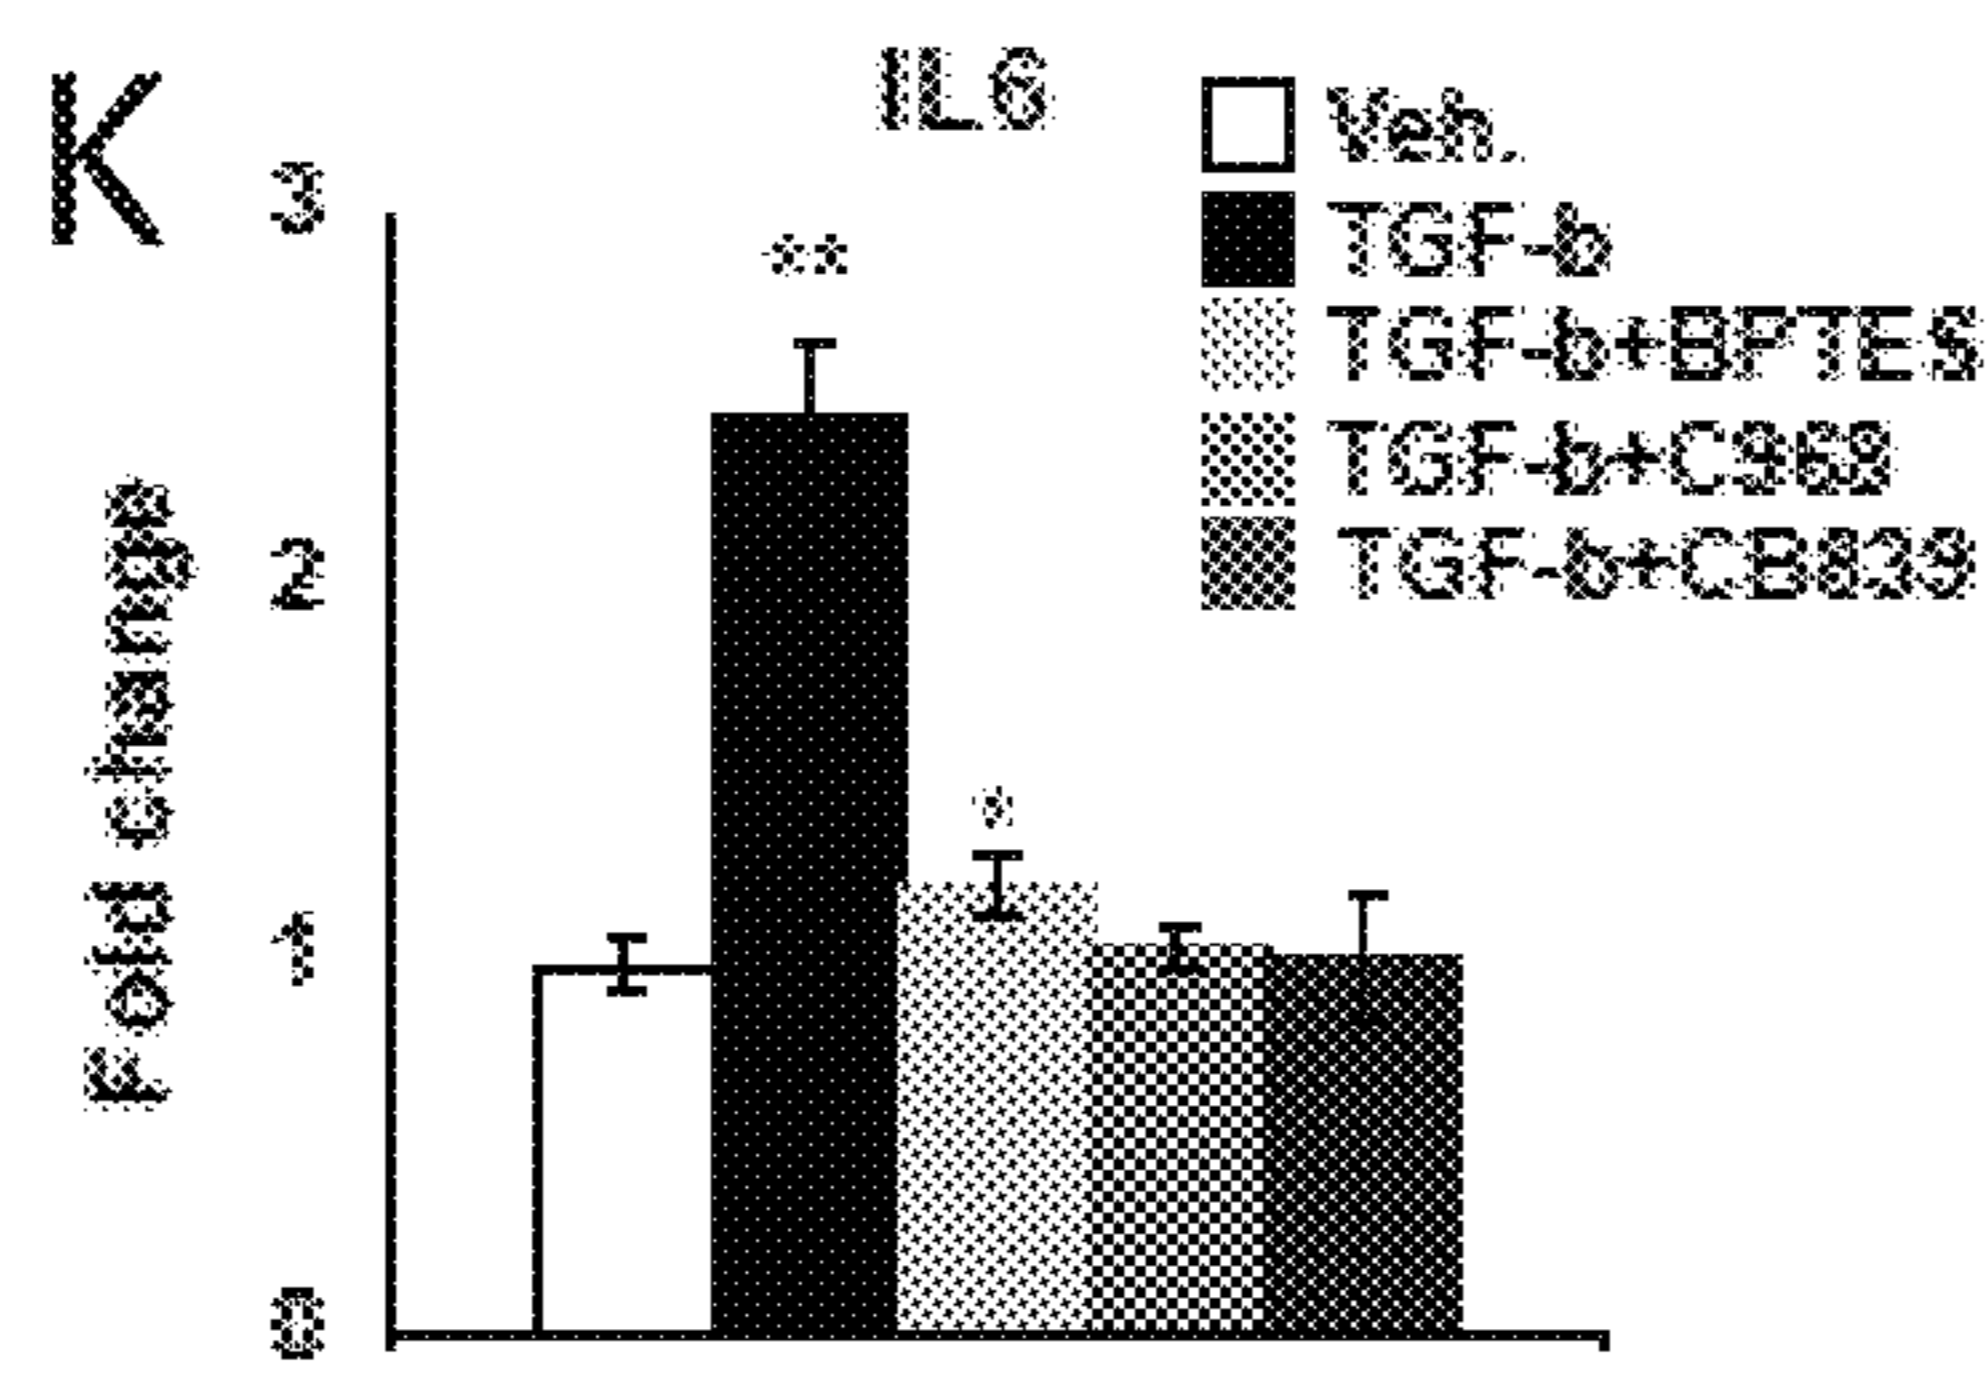 K
IL6
Veh.
TGF-b
TGF-b+BPTES
TGF-b+C968
TGF-b+CB839
Fold change
3
2
1
0
**
*